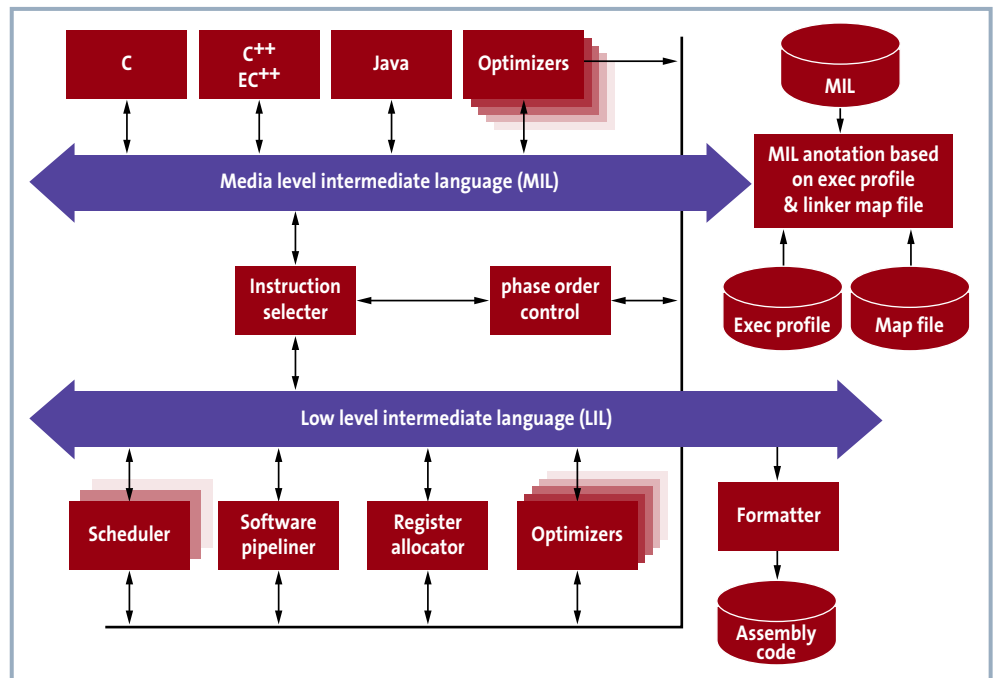 C
C++
EC++
Java
Optimizers
MIL
Media level intermediate language (MIL)
MIL anotation based
on exec profile
& linker map file
Instruction
selecter
phase order
control
Exec profile
Map file
Low level intermediate language (LIL)
Scheduler
Software
pipeliner
Register
allocator
Optimizers
Formatter
Assembly
code